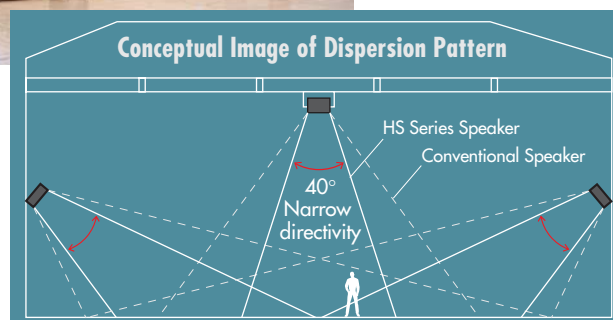 Conceptual Image of Dispersion Pattern
HS Series Speaker
Conventional Speaker
40°
Narrow
directivity